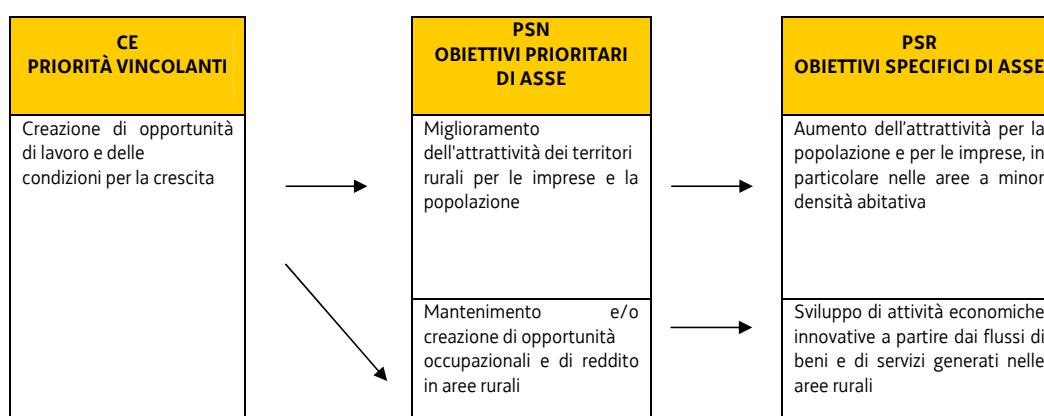 CE
PRIORITÀ VINCOLANTI
PSN
OBIETTIVI PRIORITARI
DI ASSE
PSR
OBIETTIVI SPECIFICI DI ASSE
Creazione di opportunità
di lavoro e delle
condizioni per la crescita
Miglioramento
dell'attrattività dei territori
rurali per le imprese e la
popolazione
Aumento dell’attrattività per la
popolazione e per le imprese, in
particolare nelle aree a minor
densità abitativa
Mantenimento e/o
creazione di opportunità
occupazionali e di reddito
in aree rurali
Sviluppo di attività economiche
innovative a partire dai flussi di
beni e di servizi generati nelle
aree rurali